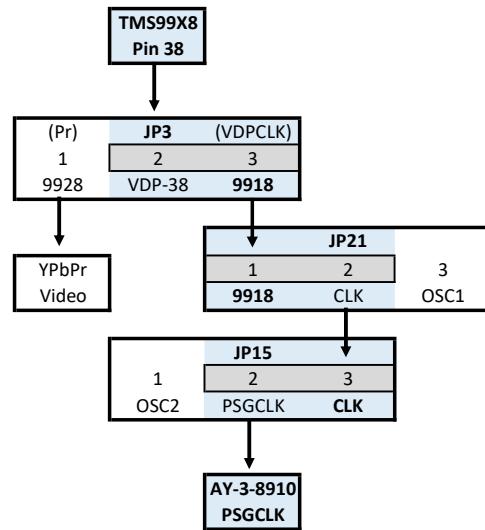 TMS99X8
Pin 38
(Pr) JP3 (VDPCLK)
1 2 3
9928 VDP-38 9918
YPbPr
Video
JP21
1 2 3
9918 CLK OSC1
JP15
1 2 3
OSC2 PSGCLK CLK
AY-3-8910
PSGCLK